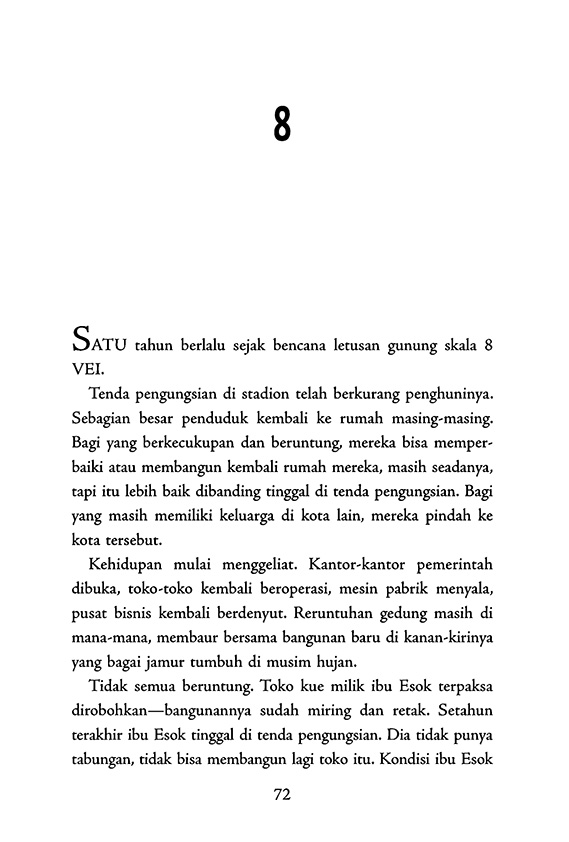 8
SATU tahun berlalu sejak bencana letusan gunung skala 8
VEI.
Tenda pengungsian di stadion telah berkurang penghuninya.
Sebagian besar penduduk kembali ke rumah masing-masing.
Bagi yang berkecukupan dan beruntung, mereka bisa memper-
baiki atau membangun kembali rumah mereka, masih seadanya,
tapi itu lebih baik dibanding tinggal di tenda pengungsian. Bagi
yang masih memiliki keluarga di kota lain, mereka pindah ke
kota tersebut.
Kehidupan mulai menggeliat. Kantor-kantor pemerintah
dibuka, toko-toko kembali beroperasi, mesin pabrik menyala,
pusat bisnis kembali berdenyut. Reruntuhan gedung masih di
mana-mana, membaur bersama bangunan baru di kanan-kirinya
yang bagai jamur tumbuh di musim hujan.
Tidak semua beruntung. Toko kue milik ibu Esok terpaksa
dirobohkan—bangunannya sudah miring dan retak. Setahun
terakhir ibu Esok tinggal di tenda pengungsian. Dia tidak punya
tabungan, tidak bisa membangun lagi toko itu. Kondisi ibu Esok
72